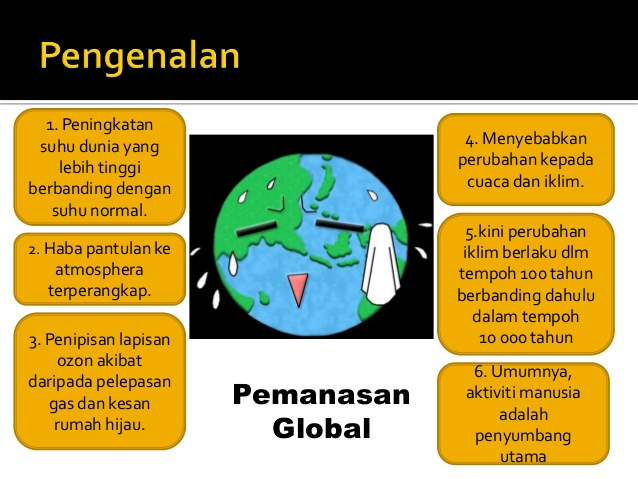 Pengenalan
1. Peningkatan
suhu dunia yang
lebih tinggi
berbanding dengan
suhu normal.
2. Haba pantulan ke
atmosphera
terperangkap.
3. Penipisan lapisan
ozon akibat
daripada pelepasan
gas dan kesan
rumah hijau.
Pemanasan
Global
4. Menyebabkan
perubahan kepada
cuaca dan iklim.
5.kini perubahan
iklim berlaku dlm
tempoh 100 tahun
berbanding dahulu
dalam tempoh
10 000 tahun
6. Umumnya,
aktiviti manusia
adalah
penyumbang
utama